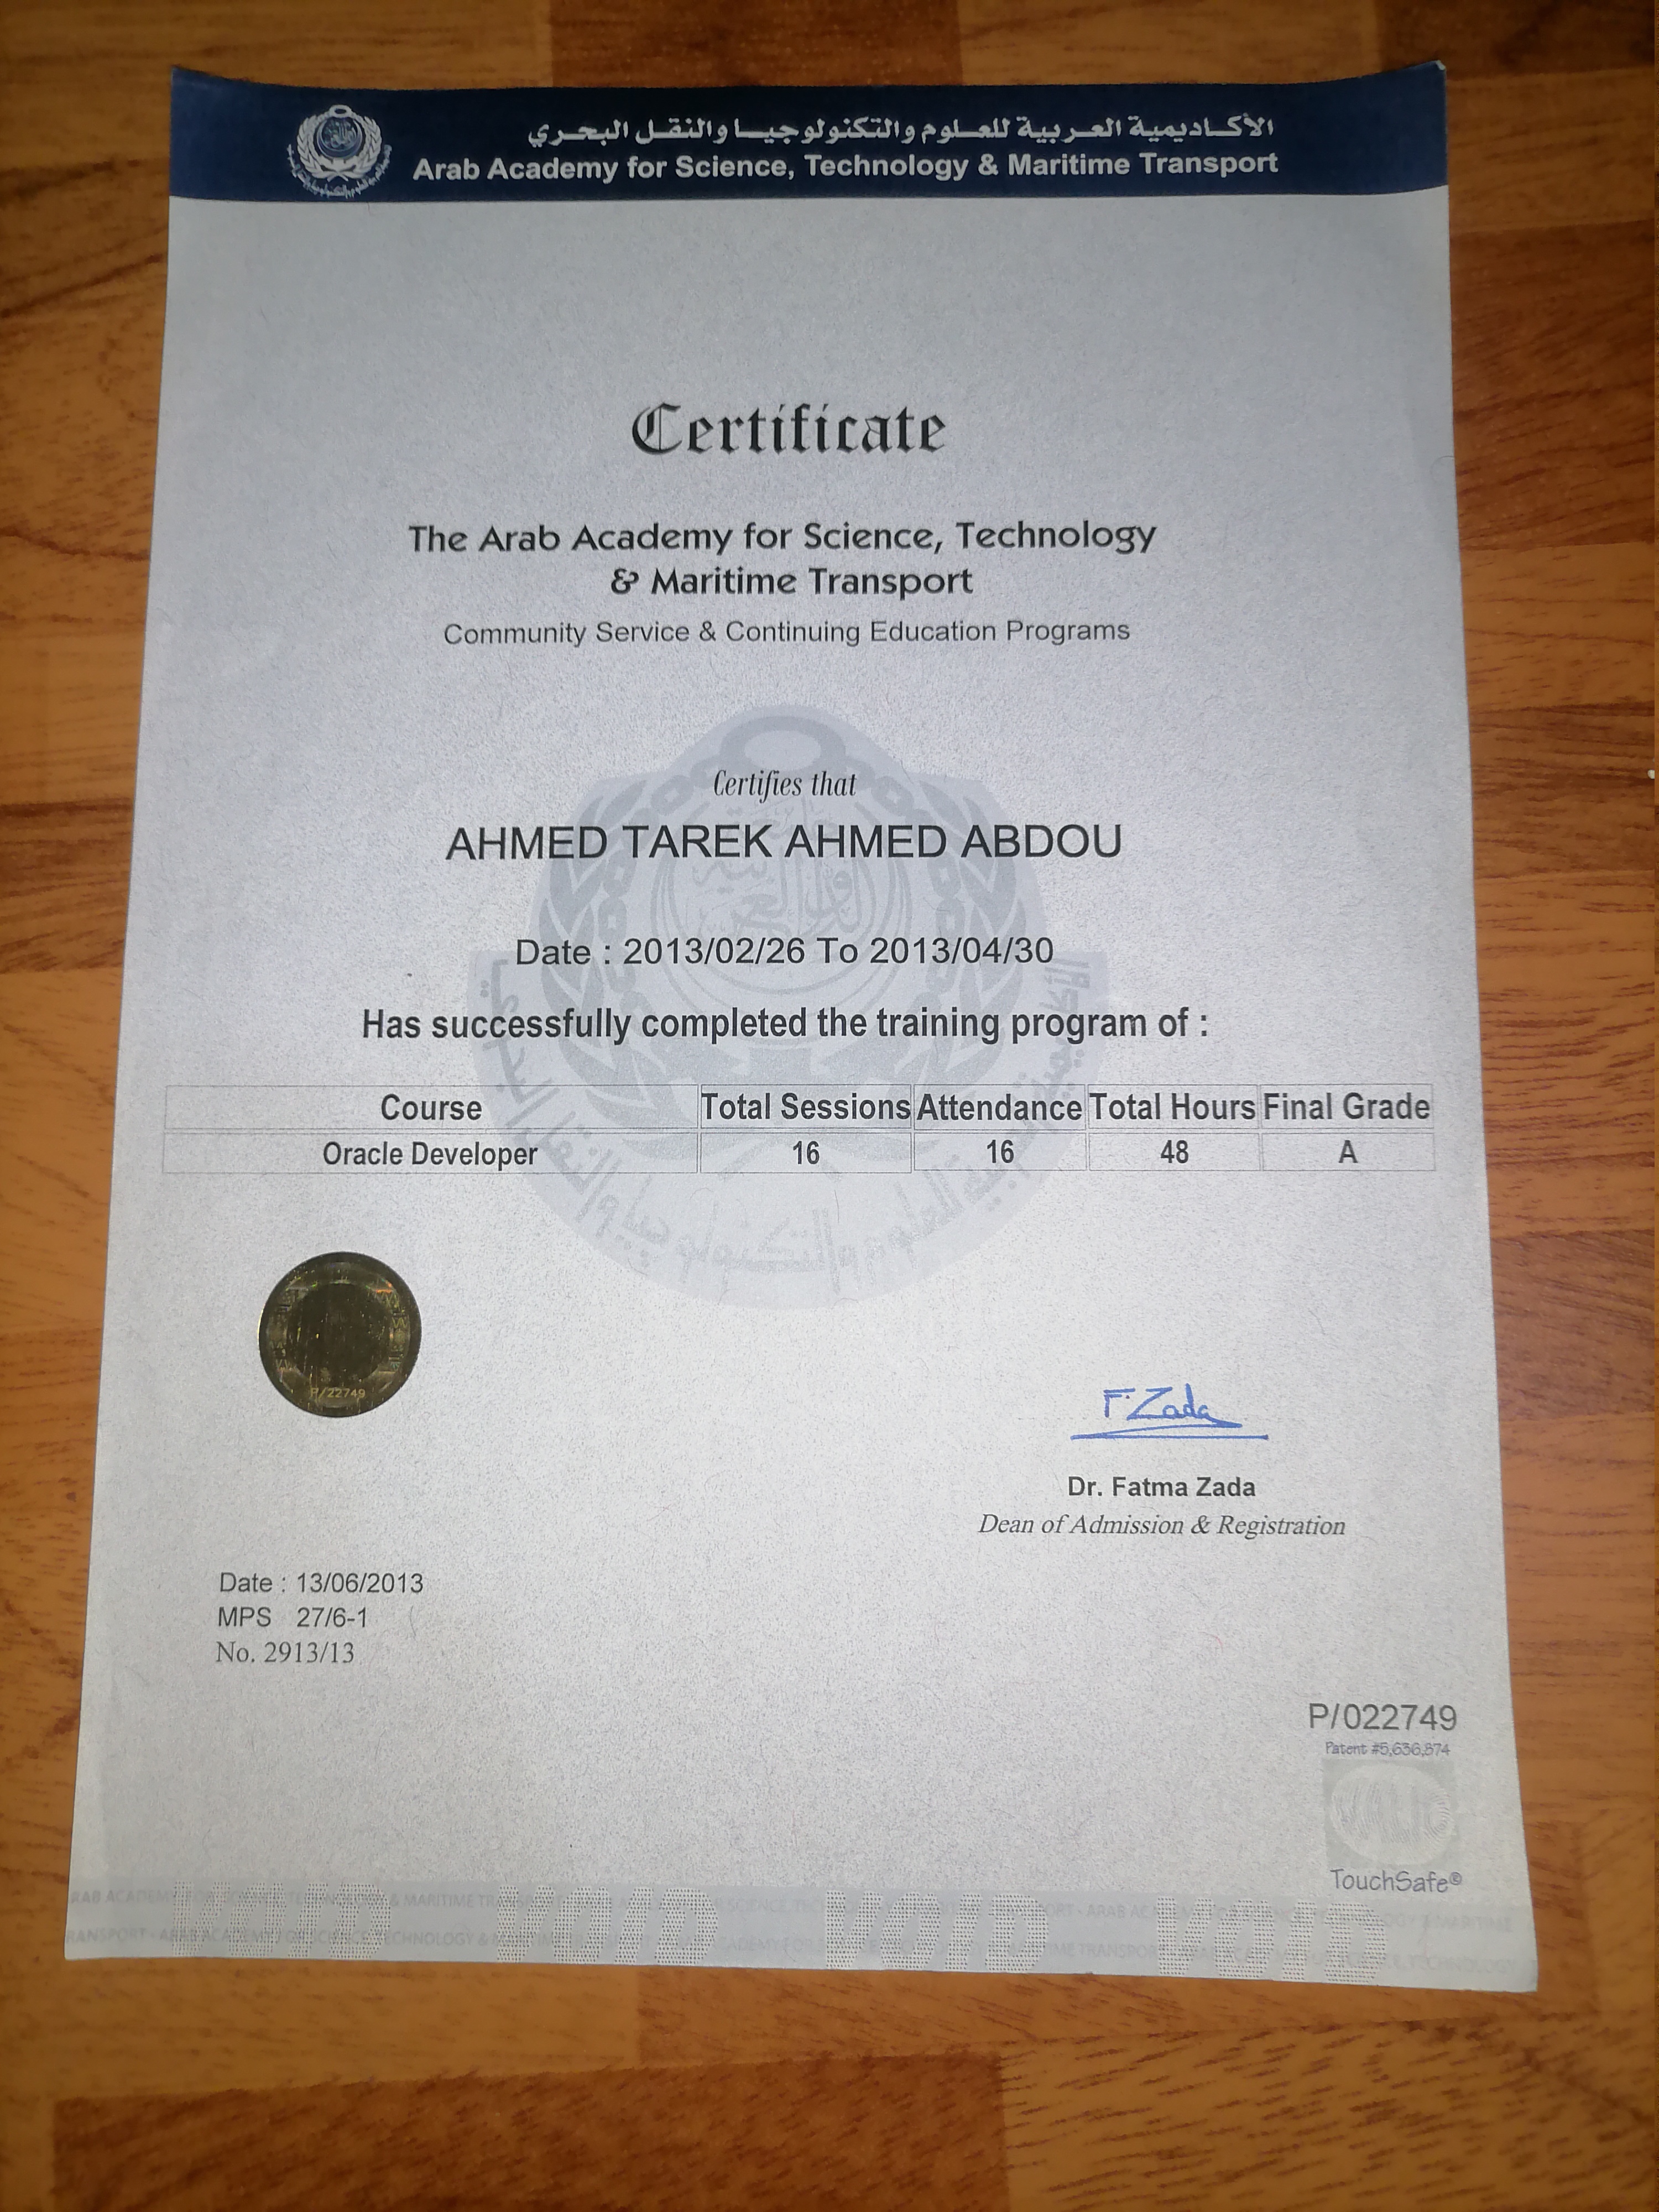 الأكاديمية العربية للعلوم والتكنولوجيا والنقل البحري
Arab Academy for Science, Technology & Maritime Transport
Certificate
The Arab Academy for Science, Technology
& Maritime Transport
Community Service & Continuing Education Programs
Certifies that
AHMED TAREK AHMED ABDOU
Date : 2013/02/26 To 2013/04/30
Has successfully completed the training program of :
Course Total Sessions Attendance Total Hours Final Grade
Oracle Developer 16 16 48 A
P/22749
F. Zada
Dr. Fatma Zada
Dean of Admission & Registration
Date : 13/06/2013
MPS 27/6-1
No. 2913/13
P/022749
Patent #5,636,874
VALID
TouchSafe©
VOID VOID VOID VOID